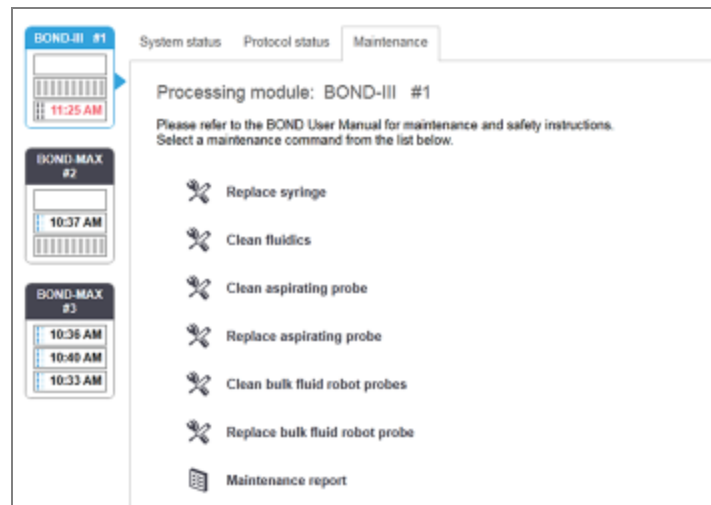 BOND-III #1
11:25 AM
BOND-MAX
#2
10:37 AM
BOND-MAX
#3
10:36 AM
10:40 AM
10:33 AM
System status Protocol status Maintenance
Processing module: BOND-III #1
Please refer to the BOND User Manual for maintenance and safety instructions.
Select a maintenance command from the list below.
Replace syringe
Clean fluidics
Clean aspirating probe
Replace aspirating probe
Clean bulk fluid robot probes
Replace bulk fluid robot probe
Maintenance report